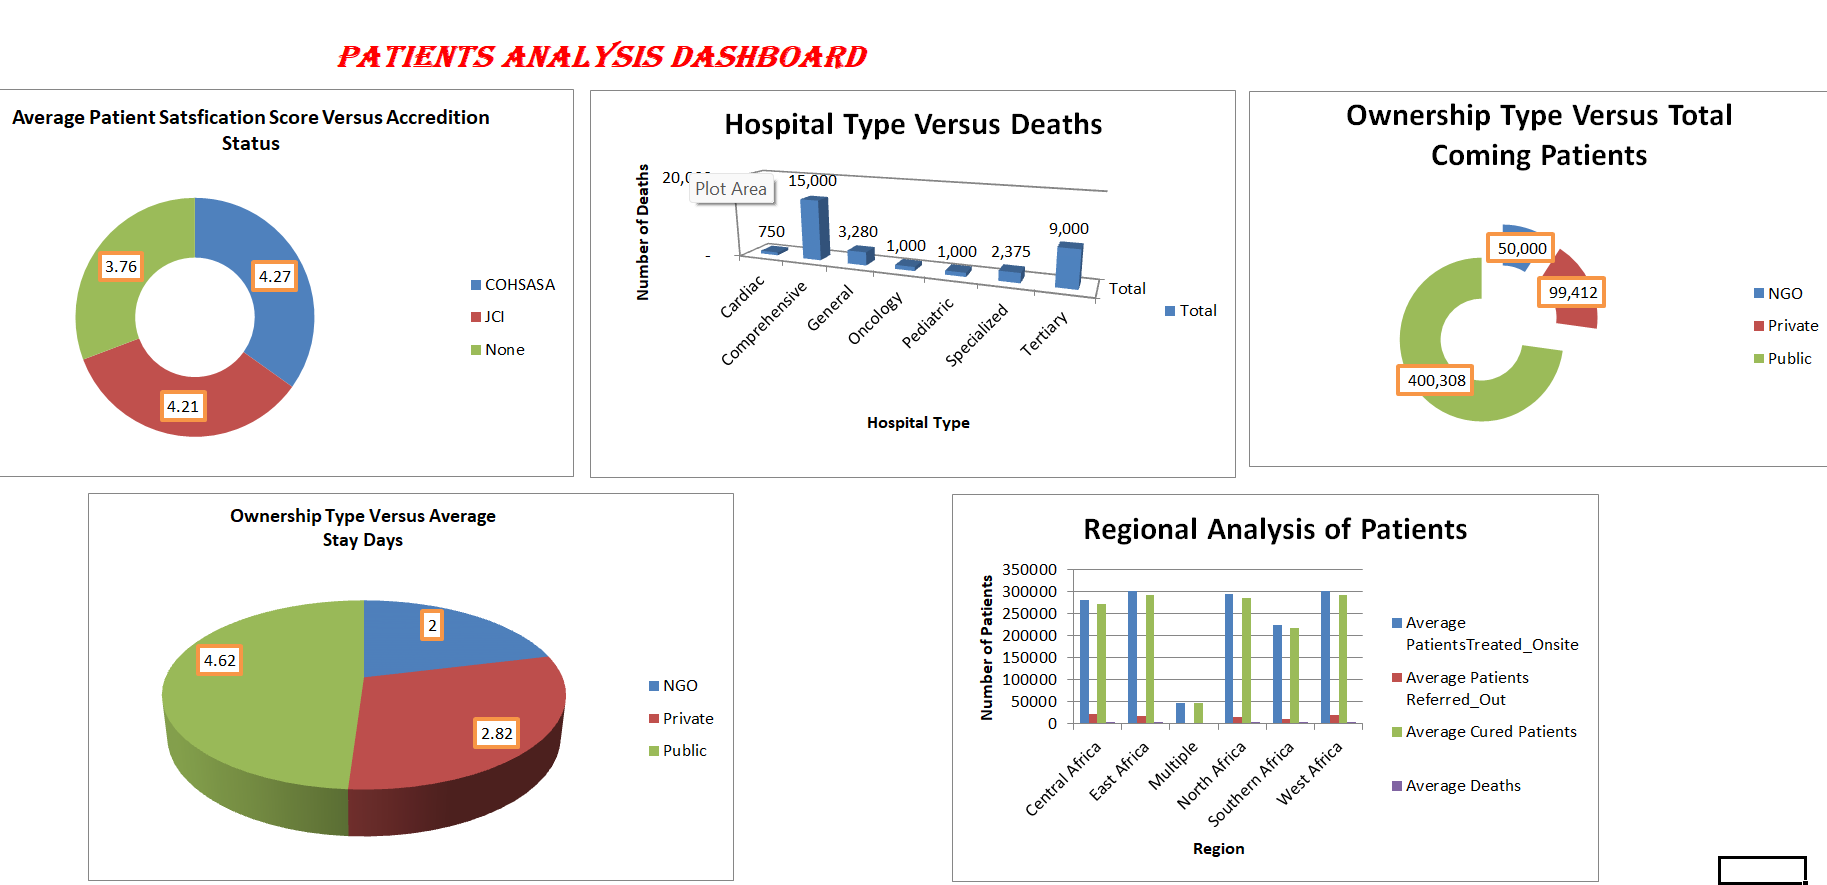 PATIENTS ANALYSIS DASHBOARD
Average Patient Satsfication Score Versus Accredition
Status
3.76
4.27
4.21
COHSASA
JCI
None
Hospital Type Versus Deaths
Number of Deaths
Plot Area
-
750
15,000
3,280
1,000
1,000
2,375
9,000
Cardiac
Comprehensive
General
Oncology
Pediatric
Specialized
Tertiary
Total
Total
Hospital Type
Ownership Type Versus Total
Coming Patients
50,000
99,412
400,308
NGO
Private
Public
Ownership Type Versus Average
Stay Days
2
4.62
2.82
NGO
Private
Public
Regional Analysis of Patients
Number of Patients
350000
300000
250000
200000
150000
100000
50000
0
Central Africa
East Africa
Multiple
North Africa
Southern Africa
West Africa
Region
Average
PatientsTreated_Onsite
Average Patients
Referred_Out
Average Cured Patients
Average Deaths